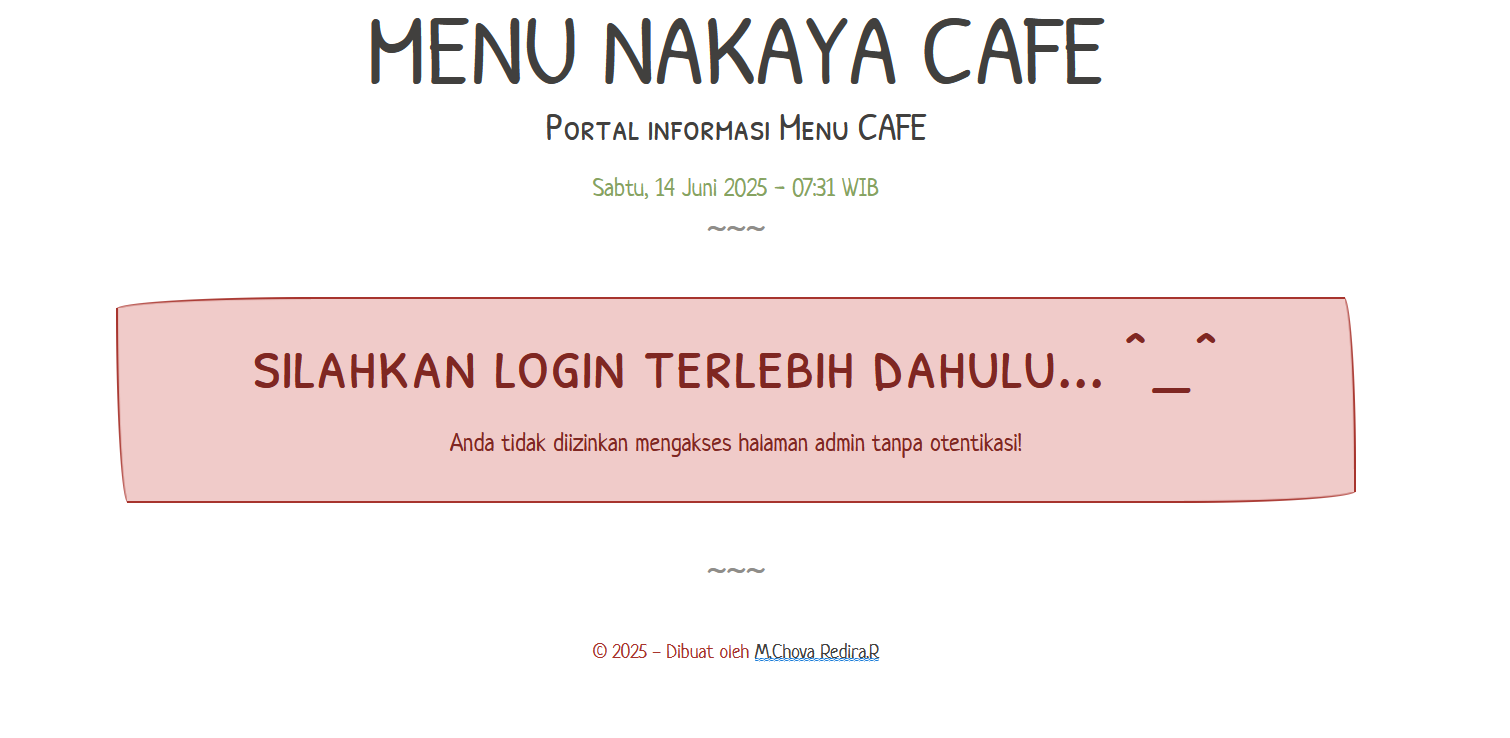 MENU NAKAYA CAFE
Portal informasi Menu CAFE
Sabtu, 14 Juni 2025 - 07:31 WIB
~~~
SILAHKAN LOGIN TERLEBIH DAHULU... ^_^
Anda tidak diizinkan mengakses halaman admin tanpa otentikasi!
~~~
© 2025 - Dibuat oleh M.Chova Redira.R